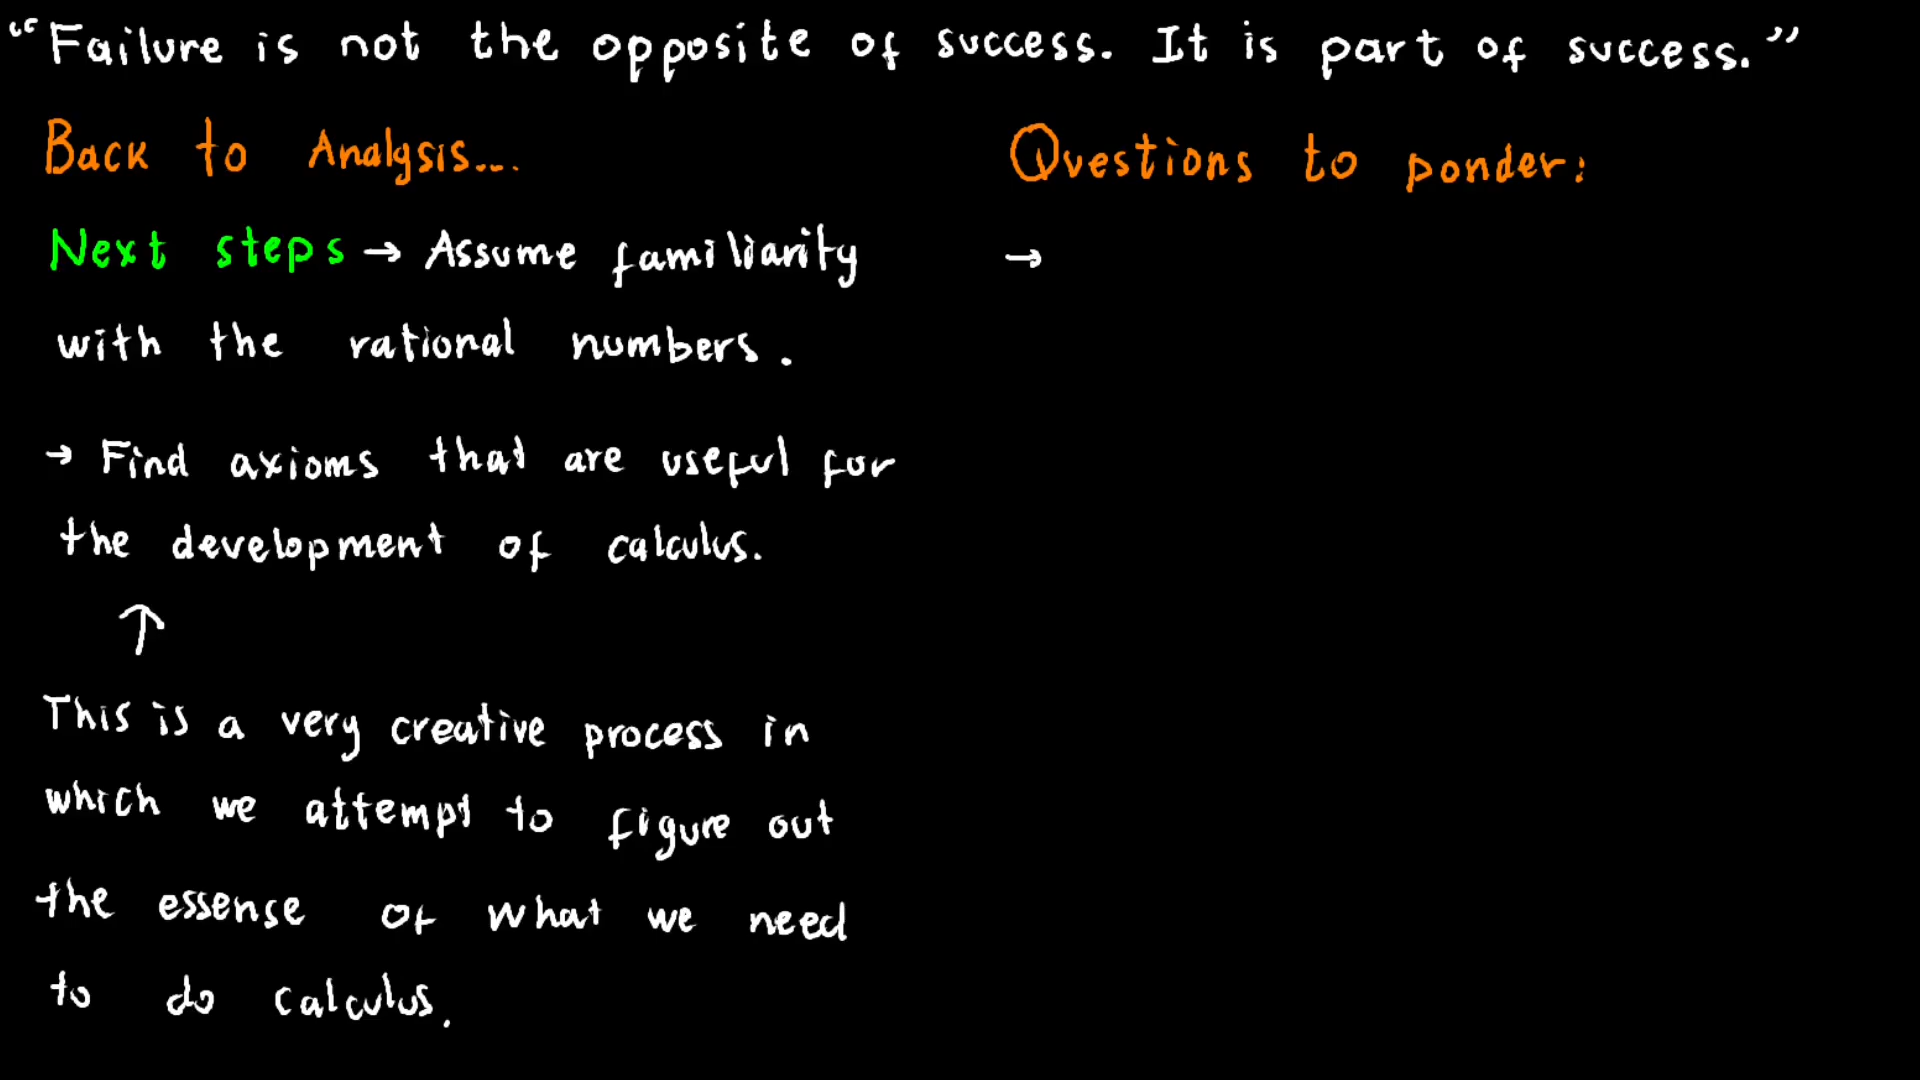 “Failure is not the opposite of success. It is part of success.”
Back to Analysis...
Next steps → Assume familiarity
with the rational numbers.
→ Find axioms that are useful for
the development of calculus.
↑
This is a very creative process in
which we attempt to figure out
the essense of what we need
to do calculus.
Questions to ponder:
→